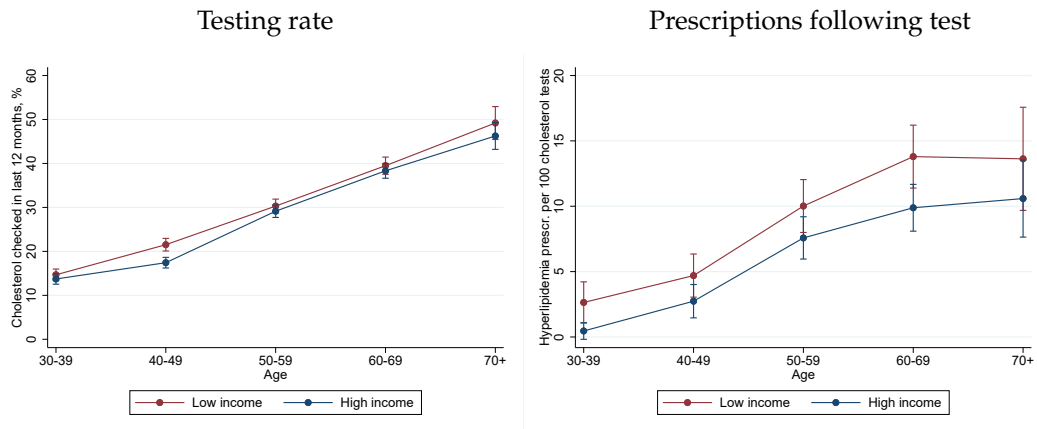 Testing rate
Cholesterol checked in last 12 months, %
60
50
40
30
20
10
0
30-39 40-49 50-59 60-69 70+
Age
Low income High income
Prescriptions following test
Hyperlipidemia prescr. per 100 cholesterol tests
20
15
10
5
0
30-39 40-49 50-59 60-69 70+
Age
Low income High income